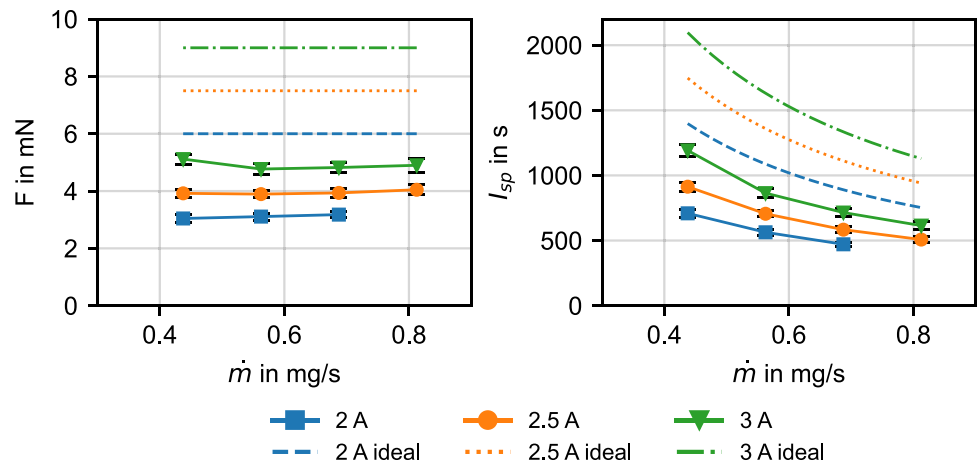 10
8
6
4
2
0
F in mN
0.4 0.6 0.8
ṁ in mg/s
2000
1500
1000
500
0
I_sp in s
0.4 0.6 0.8
ṁ in mg/s
2 A 2.5 A 3 A
2 A ideal 2.5 A ideal 3 A ideal